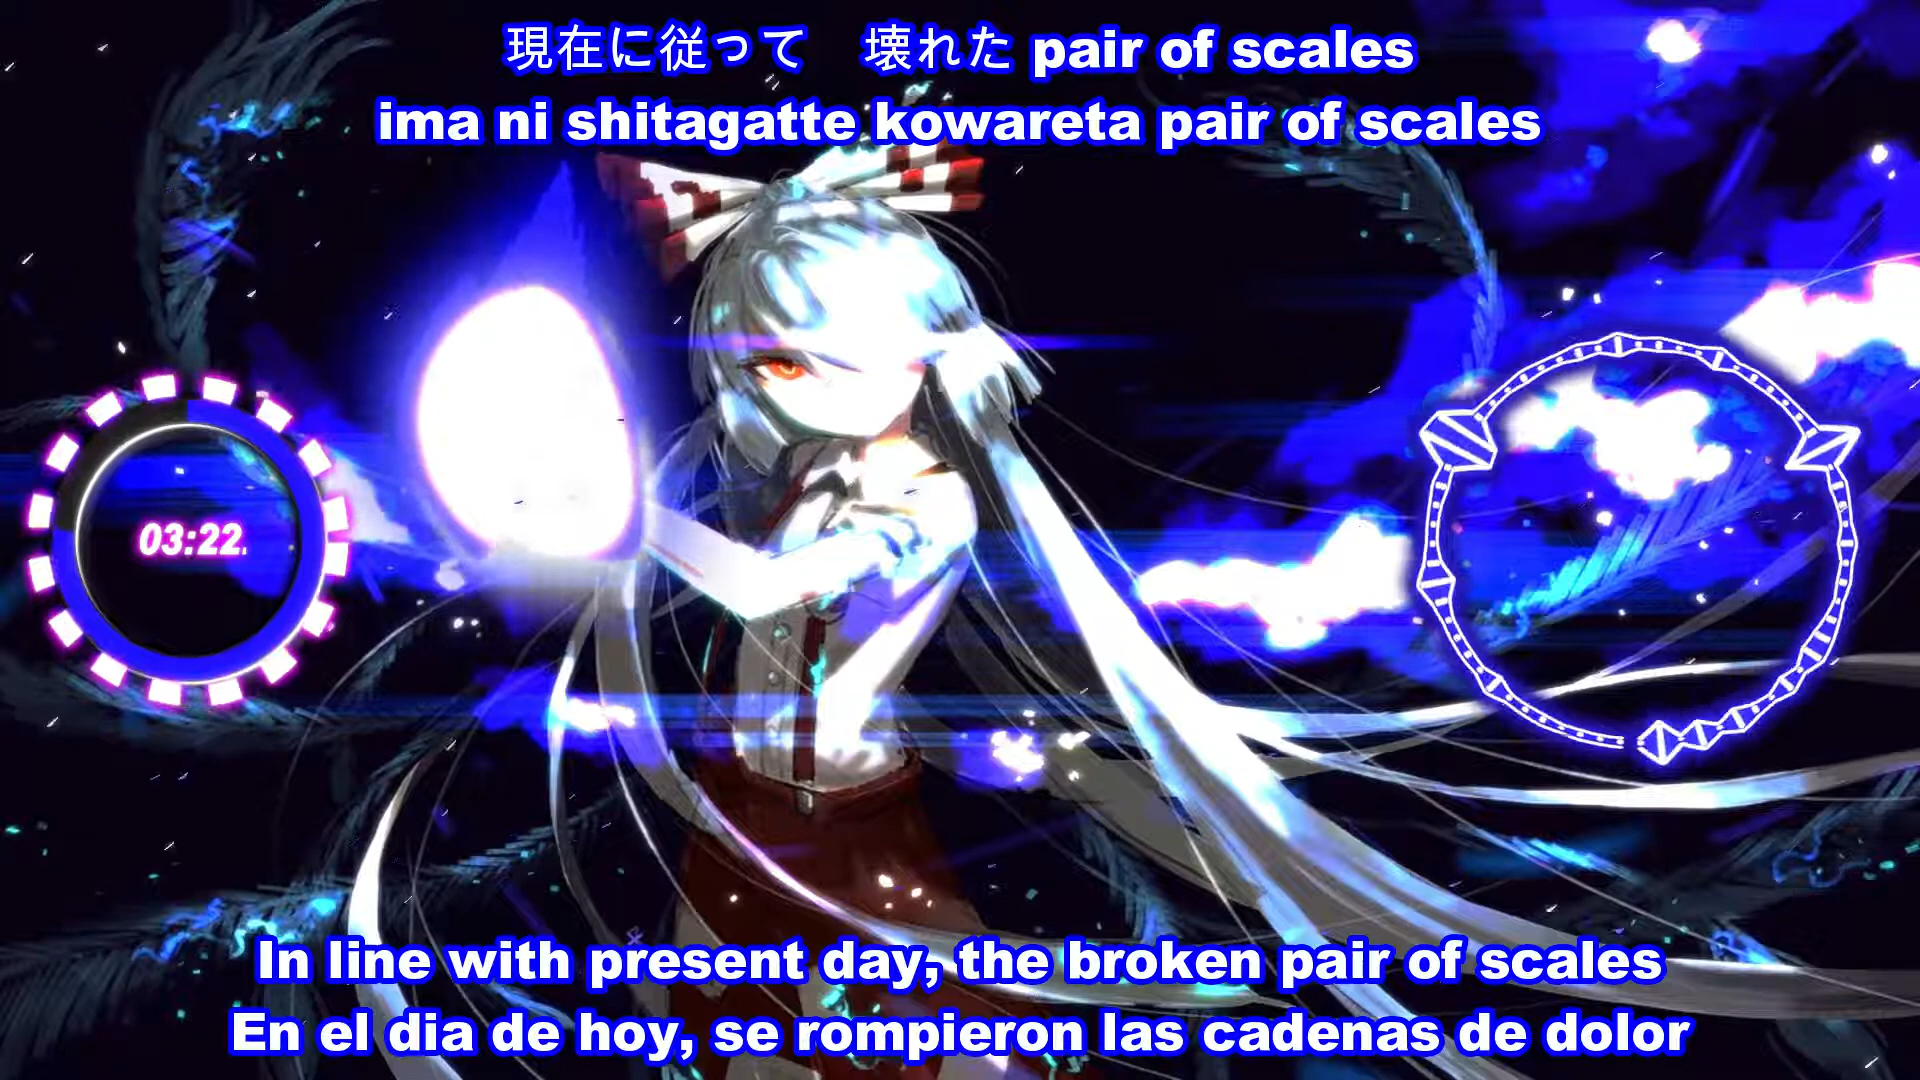 現在に従って　壊れた pair of scales
ima ni shitagatte kowareta pair of scales
03:22
In line with present day, the broken pair of scales
En el dia de hoy, se rompieron las cadenas de dolor